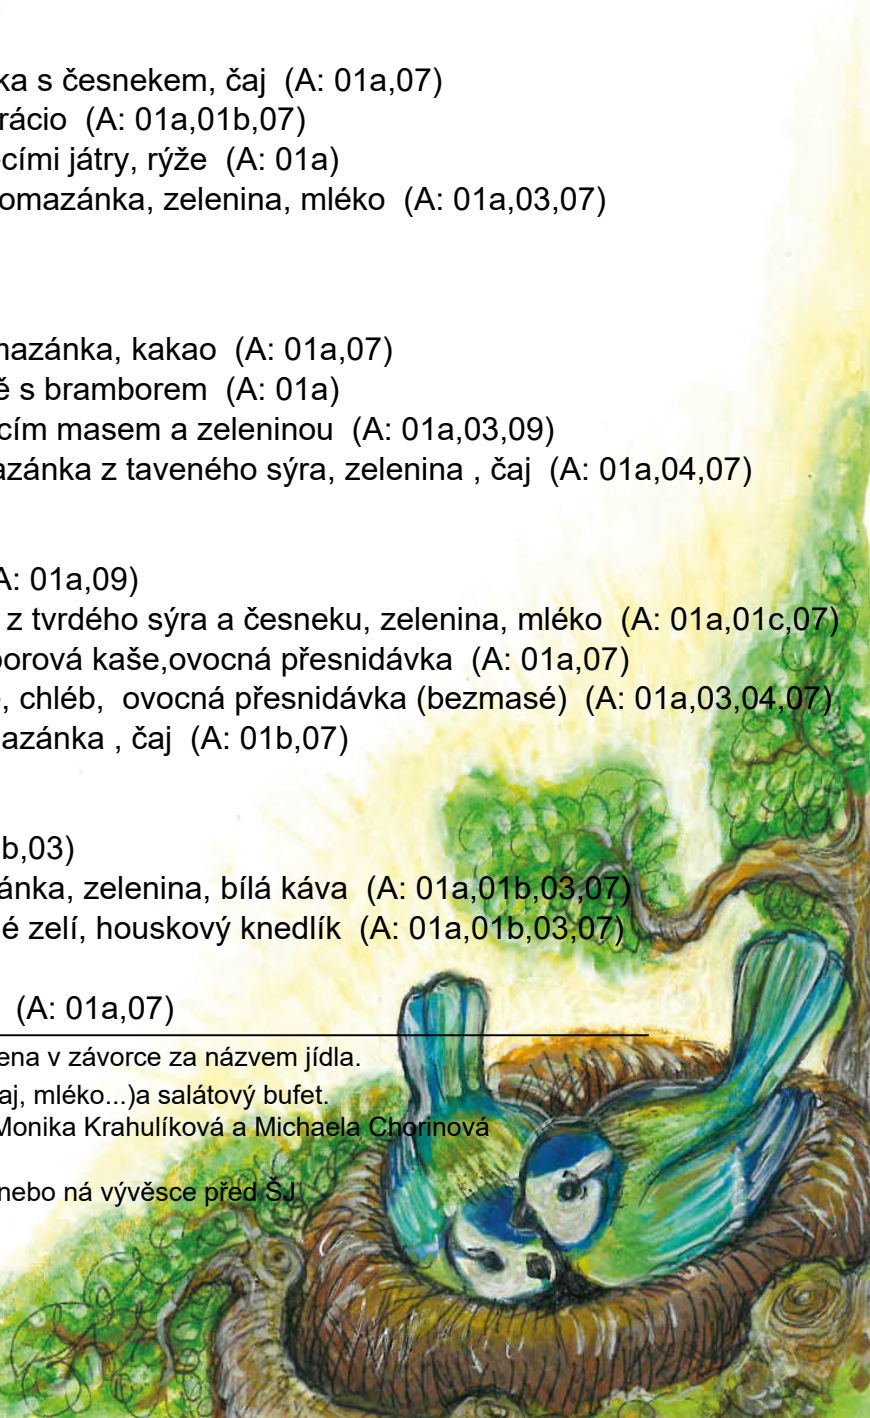 ka s česnekem, čaj (A: 01a,07)
rácio (A: 01a,01b,07)
cími játry, rýže (A: 01a)
omazánka, zelenina, mléko (A: 01a,03,07)
nazánka, kakao (A: 01a,07)
ě s bramborem (A: 01a)
cím masem a zeleninou (A: 01a,03,09)
azánka z taveného sýra, zelenina , čaj (A: 01a,04,07)
A: 01a,09)
z tvrdého sýra a česneku, zelenina, mléko (A: 01a,01c,07)
borová kaše,ovocná přesnidávka (A: 01a,07)
e, chléb, ovocná přesnidávka (bezmasé) (A: 01a,03,04,07)
azánka , čaj (A: 01b,07)
b,03)
ánka, zelenina, bílá káva (A: 01a,01b,03,07)
é zelí, houskový knedlík (A: 01a,01b,03,07)
(A: 01a,07)
ena v závorce za názvem jídla.
aj, mléko...)a salátový bufet.
Monika Krahulíková a Michaela Chorinová
nebo ná vývěsce před ŠJ